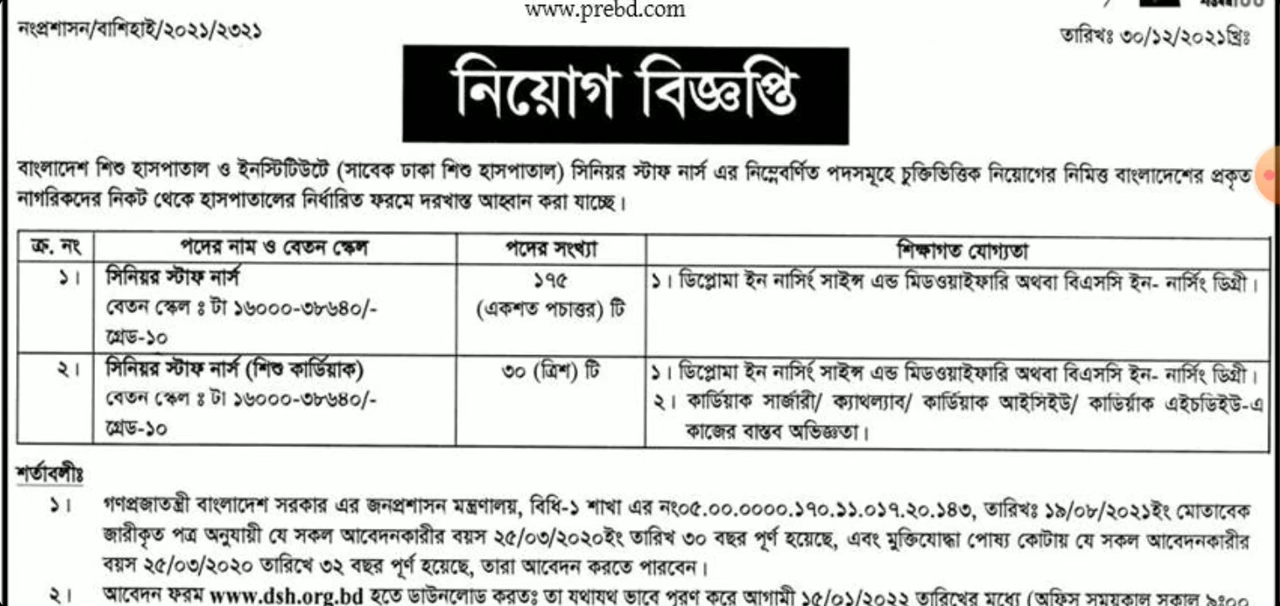 www.prebd.com
নংপ্রশাসন/বাশিহাই/২০২১/২৩২১
তারিখঃ ৩০/১২/২০২১খ্রিঃ
নিয়োগ বিজ্ঞপ্তি
বাংলাদেশ শিশু হাসপাতাল ও ইনস্টিটিউটে (সাবেক ঢাকা শিশু হাসপাতাল) সিনিয়র স্টাফ নার্স এর নিম্নেবর্ণিত পদসমূহে চুক্তিভিত্তিক নিয়োগের নিমিত্ত বাংলাদেশের প্রকৃত
নাগরিকদের নিকট থেকে হাসপাতালের নির্ধারিত ফরমে দরখাস্ত আহ্বান করা যাচ্ছে।
ক্র. নং পদের নাম ও বেতন স্কেল পদের সংখ্যা শিক্ষাগত যোগ্যতা
১। সিনিয়র স্টাফ নার্স ১৭৫ ১। ডিপ্লোমা ইন নার্সিং সাইন্স এন্ড মিডওয়াইফারি অথবা বিএসসি ইন- নার্সিং ডিগ্রী।
বেতন স্কেল ঃ টা ১৬০০০-৩৮৬৪০/- (একশত পচাত্তর) টি
গ্রেড-১০
২। সিনিয়র স্টাফ নার্স (শিশু কার্ডিয়াক) ৩০ (ত্রিশ) টি ১। ডিপ্লোমা ইন নার্সিং সাইন্স এন্ড মিডওয়াইফারি অথবা বিএসসি ইন- নার্সিং ডিগ্রী।
বেতন স্কেল ঃ টা ১৬০০০-৩৮৬৪০/- ২। কার্ডিয়াক সার্জারী/ ক্যাথল্যাব/ কার্ডিয়াক আইসিইউ/ কার্ডিয়াক এইচডিইউ-এ
গ্রেড-১০ কাজের বাস্তব অভিজ্ঞতা।
শর্তাবলীঃ
১। গণপ্রজাতন্ত্রী বাংলাদেশ সরকার এর জনপ্রশাসন মন্ত্রণালয়, বিধি-১ শাখা এর নং০৫.০০.০০০০.১৭০.১১.০১৭.২০.১৪৩, তারিখঃ ১৯/০৮/২০২১ইং মোতাবেক
জারীকৃত পত্র অনুযায়ী যে সকল আবেদনকারীর বয়স ২৫/০৩/২০২০ইং তারিখ ৩০ বছর পূর্ণ হয়েছে, এবং মুক্তিযোদ্ধা পোষ্য কোটায় যে সকল আবেদনকারীর
বয়স ২৫/০৩/২০২০ তারিখে ৩২ বছর পূর্ণ হয়েছে, তারা আবেদন করতে পারবেন।
২। আবেদন ফরম www.dsh.org.bd হতে ডাউনলোড করতঃ তা যথাযথ ভাবে পূরণ করে আগামী ১৫/০১/২০২২ তারিখের মধ্যে (অফিস সময়কাল সকাল ৯ঃ০০